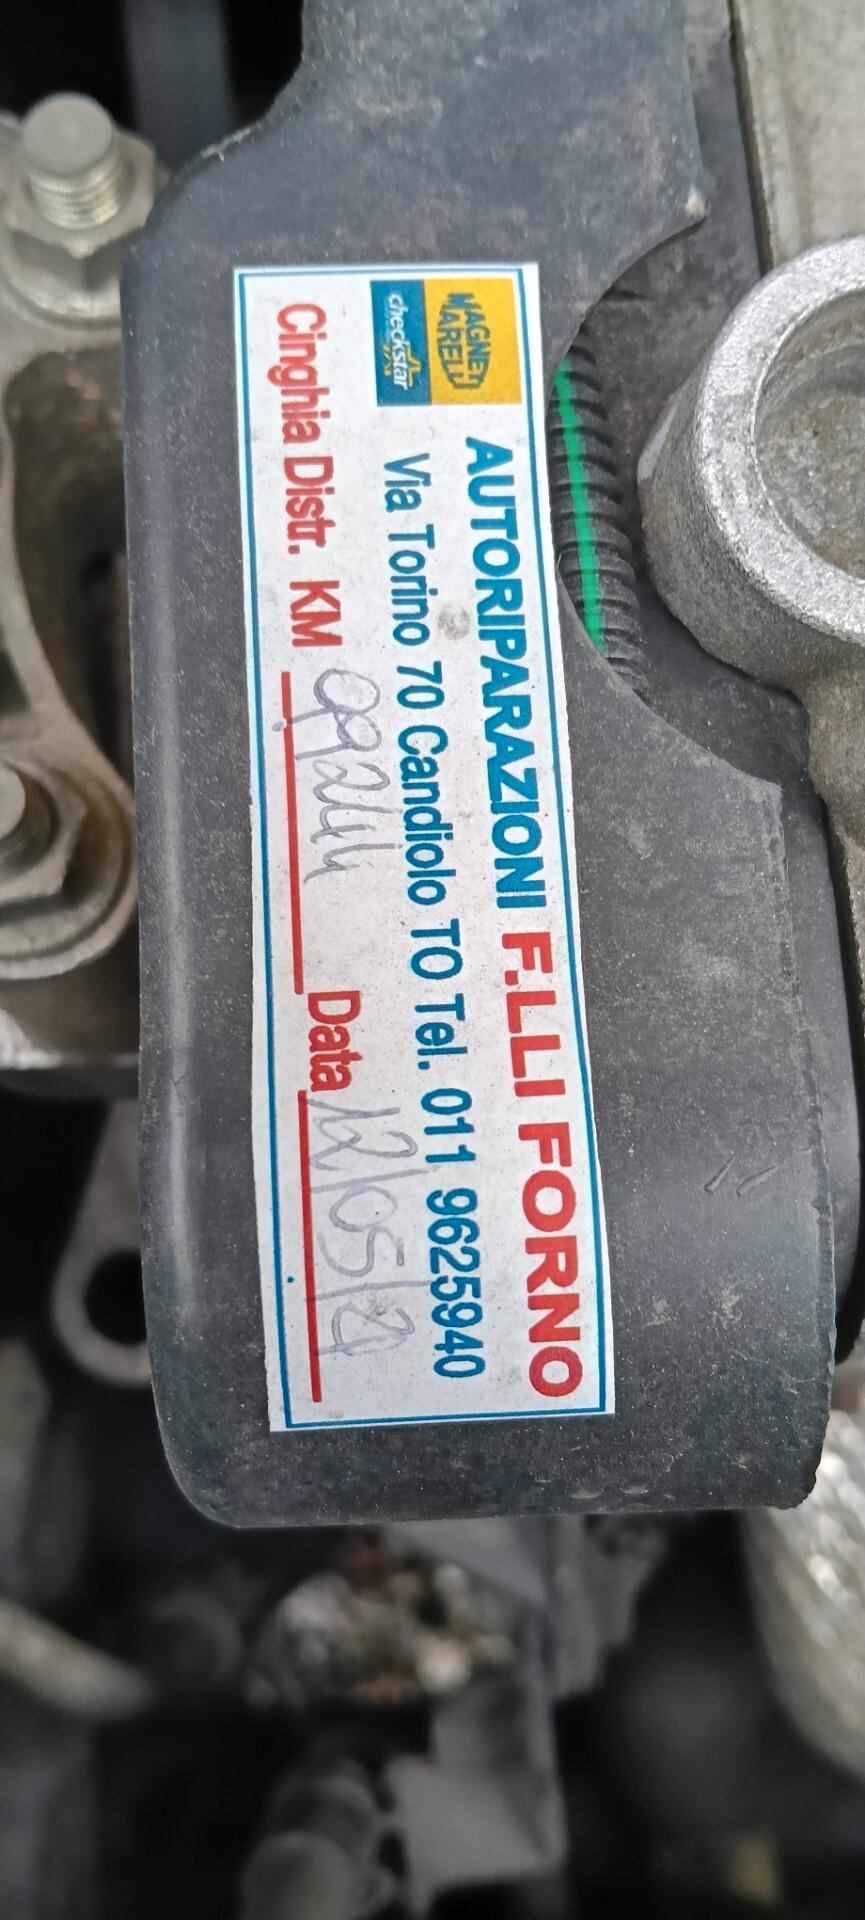 MAGNETI
MARELLI
checkstar
AUTORIPARAZIONI F.LLI FORNO
Via Torino 70 Candiolo TO Tel. 011 9625940
Cinghia Distr. KM 99244 Data 12/05/21